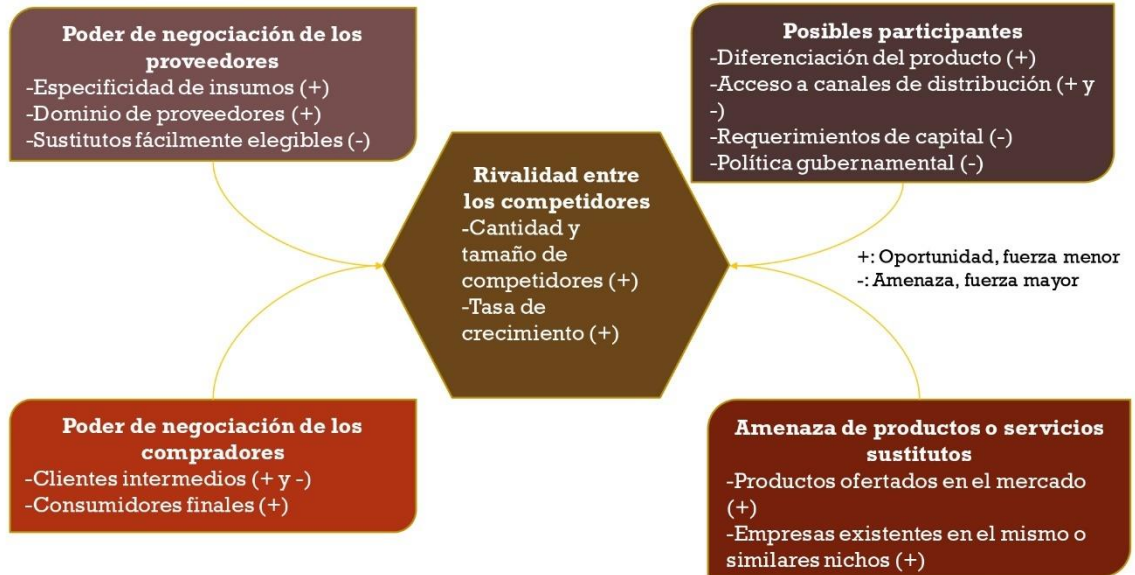 Poder de negociación de los
proveedores
-Especificidad de insumos (+)
-Dominio de proveedores (+)
-Sustitutos fácilmente elegibles (-)
Posibles participantes
-Diferenciación del producto (+)
-Acceso a canales de distribución (+ y
-)
-Requerimientos de capital (-)
-Política gubernamental (-)
Rivalidad entre
los competidores
-Cantidad y
tamaño de
competidores (+)
-Tasa de
crecimiento (+)
+: Oportunidad, fuerza menor
-: Amenaza, fuerza mayor
Poder de negociación de los
compradores
-Clientes intermedios (+ y -)
-Consumidores finales (+)
Amenaza de productos o servicios
sustitutos
-Productos ofertados en el mercado
(+)
-Empresas existentes en el mismo o
similares nichos (+)